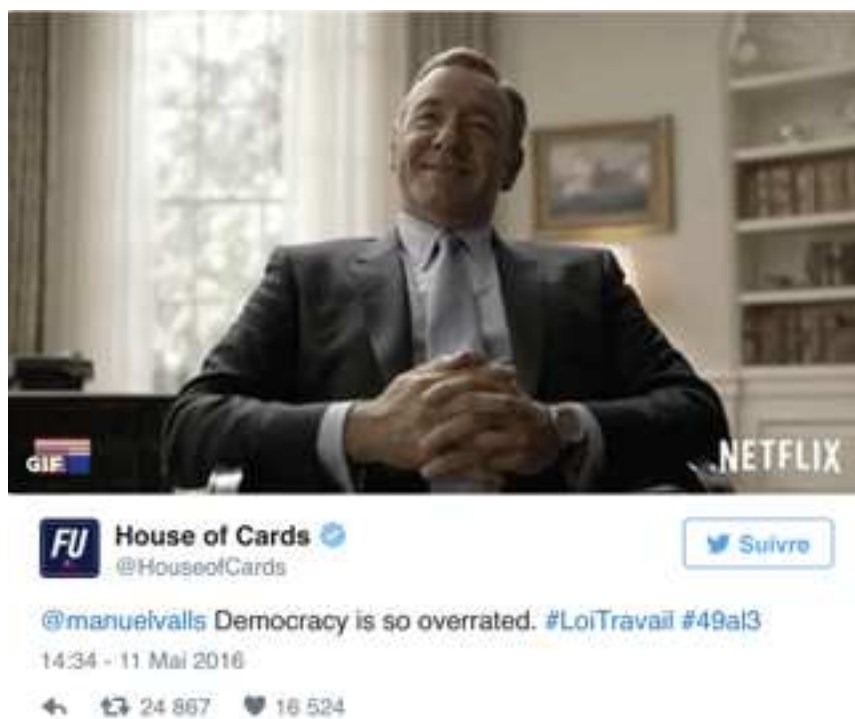 GIF
NETFLIX
FU
House of Cards
@HouseofCards
Suivre
@manuelvalls Democracy is so overrated. #LoiTravail #49al3
14:34 - 11 Mai 2016
24 867
16 524